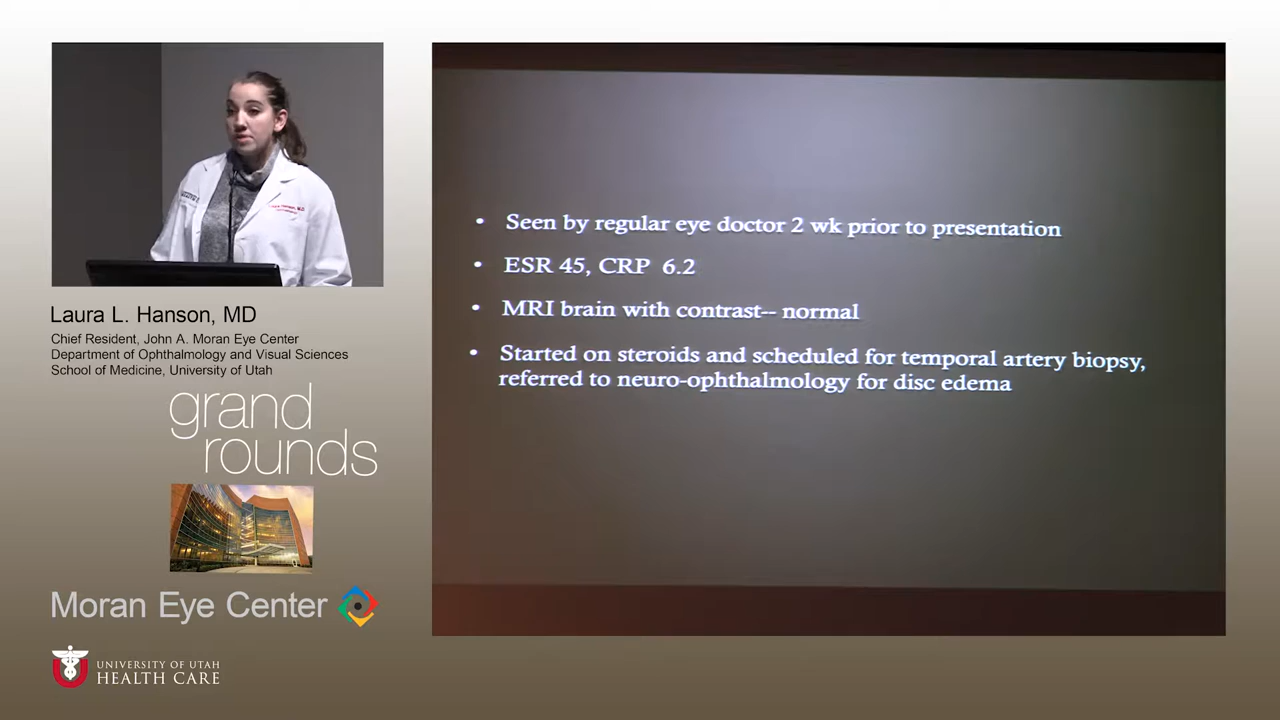 Laura L. Hanson, MD
Chief Resident, John A. Moran Eye Center
Department of Ophthalmology and Visual Sciences
School of Medicine, University of Utah
grand
rounds
Moran Eye Center
UNIVERSITY OF UTAH
HEALTH CARE
• Seen by regular eye doctor 2 wk prior to presentation
• ESR 45, CRP 6.2
• MRI brain with contrast-- normal
• Started on steroids and scheduled for temporal artery biopsy,
referred to neuro-ophthalmology for disc edema